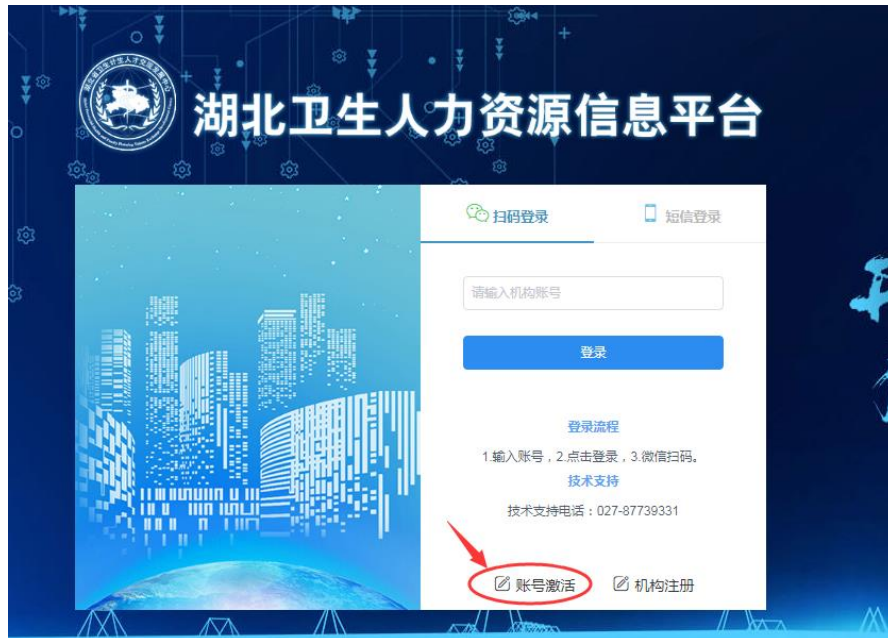 湖北卫生人力资源信息平台
扫码登录
短信登录
请输入机构账号
登录
登录流程
1.输入账号，2.点击登录，3.微信扫码。
技术支持
技术支持电话：027-87739331
账号激活
机构注册